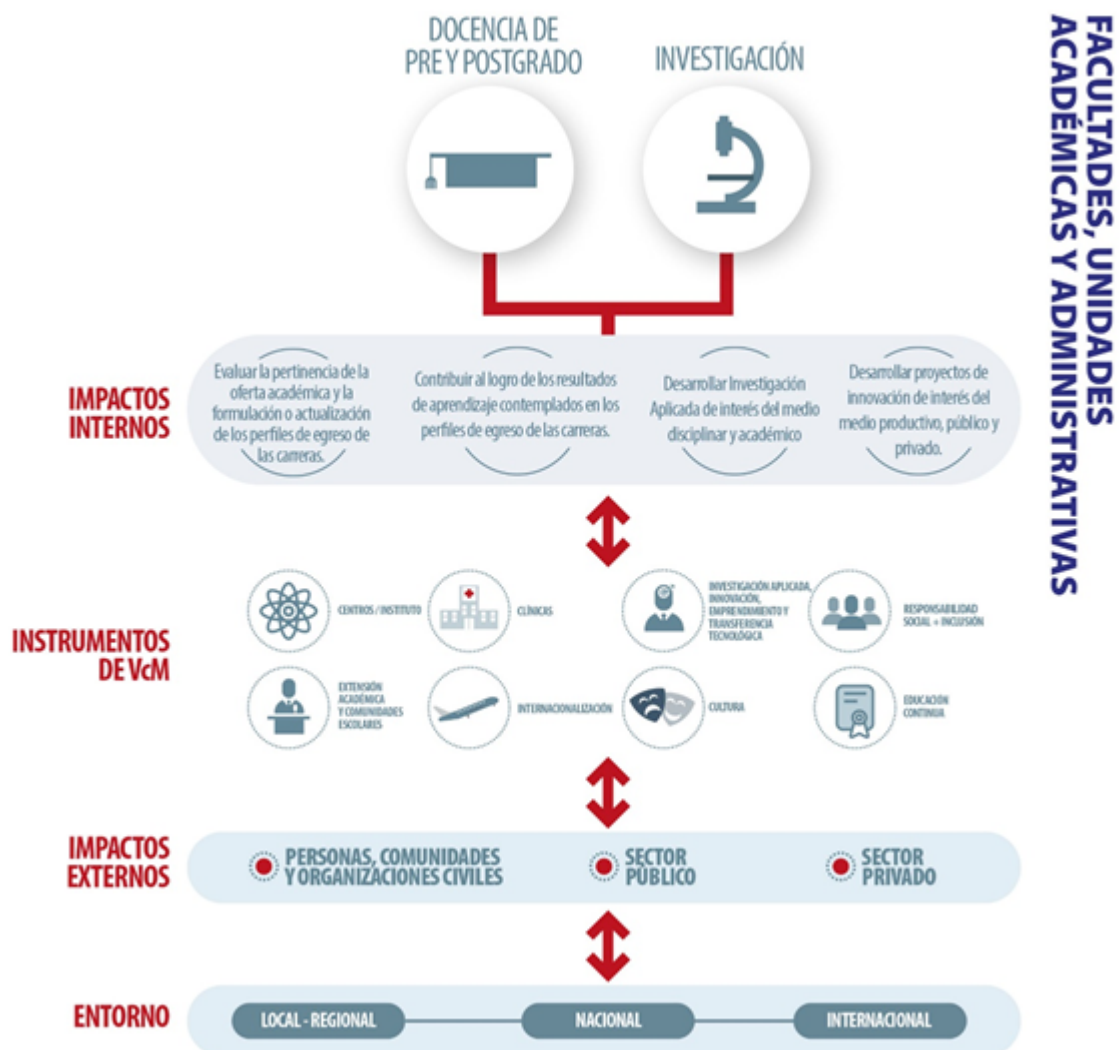 DOCENCIA DE
PRE Y POSTGRADO
INVESTIGACIÓN
FACULTADES, UNIDADES
ACADÉMICAS Y ADMINISTRATIVAS
IMPACTOS
INTERNOS
Evaluar la pertinencia de la
oferta académica y la
formulación o actualización
de los perfiles de egreso de
las carreras.
Contribuir al logro de los resultados
de aprendizaje contemplados en los
perfiles de egreso de las carreras.
Desarrollar Investigación
Aplicada de interés del medio
disciplinar y académico
Desarrollar proyectos de
innovación de interés del
medio productivo, público y
privado.
INSTRUMENTOS
DE VcM
CENTROS / INSTITUTO
CLÍNICAS
INVESTIGACIÓN APLICADA,
INNOVACIÓN,
EMPRENDIMIENTO Y
TRANSFERENCIA
TECNOLÓGICA
RESPONSABILIDAD
SOCIAL + INCLUSIÓN
EXTENSIÓN
ACADÉMICA
Y COMUNIDADES
ESCOLARES
INTERNACIONALIZACIÓN
CULTURA
EDUCACIÓN
CONTINUA
IMPACTOS
EXTERNOS
PERSONAS, COMUNIDADES
Y ORGANIZACIONES CIVILES
SECTOR
PÚBLICO
SECTOR
PRIVADO
ENTORNO
LOCAL - REGIONAL
NACIONAL
INTERNACIONAL